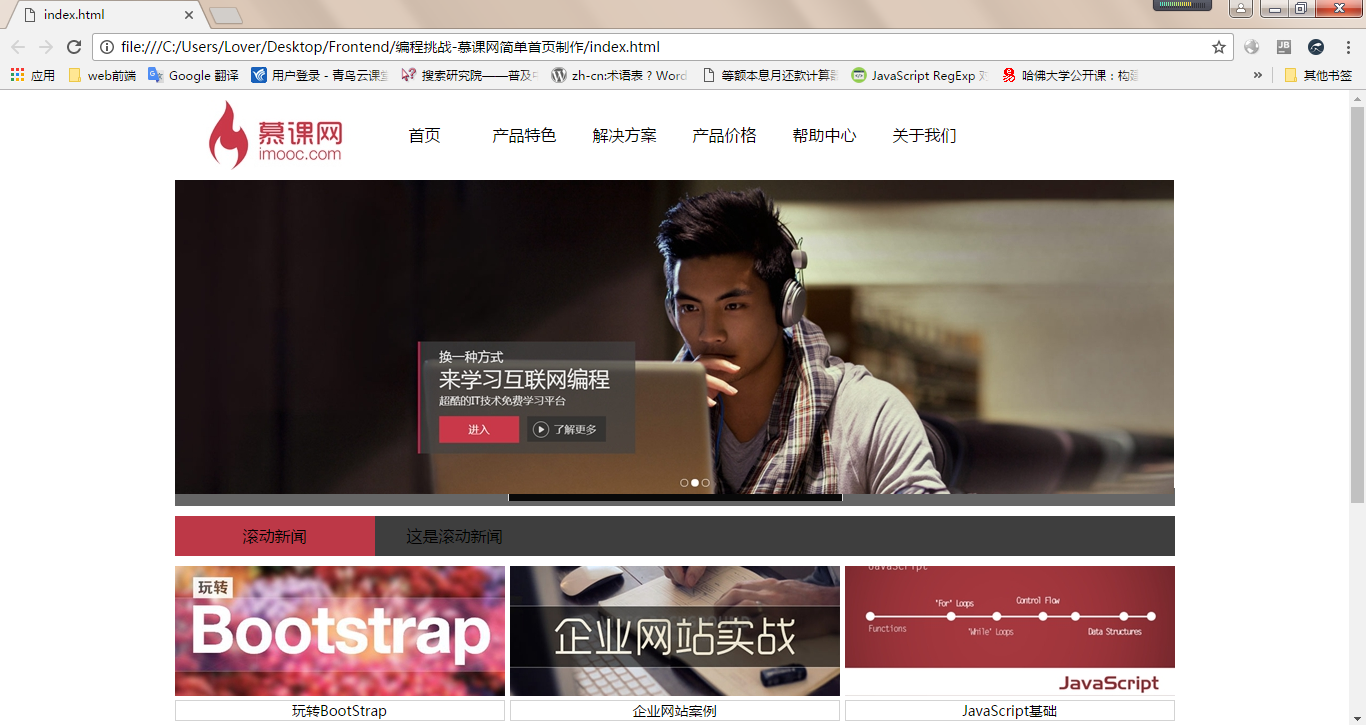 index.html
file:///C:/Users/Lover/Desktop/Frontend/编程挑战-慕课网简单首页制作/index.html
应用 web前端 Google 翻译 用户登录 - 青鸟云课堂 搜索研究院——普及 zh-cn:术语表 ? Word 等额本息月还款计算 JavaScript RegExp 哈佛大学公开课:构 » 其他书签
慕课网
imooc.com
首页 产品特色 解决方案 产品价格 帮助中心 关于我们
换一种方式
来学习互联网编程
超酷的IT技术免费学习平台
进入 了解更多
滚动新闻 这是滚动新闻
玩转
Bootstrap
企业网站实战
JavaScript
"For" Loops Control Flow
Functions "While" Loops Data Structures
JavaScript
玩转BootStrap 企业网站案例 JavaScript基础